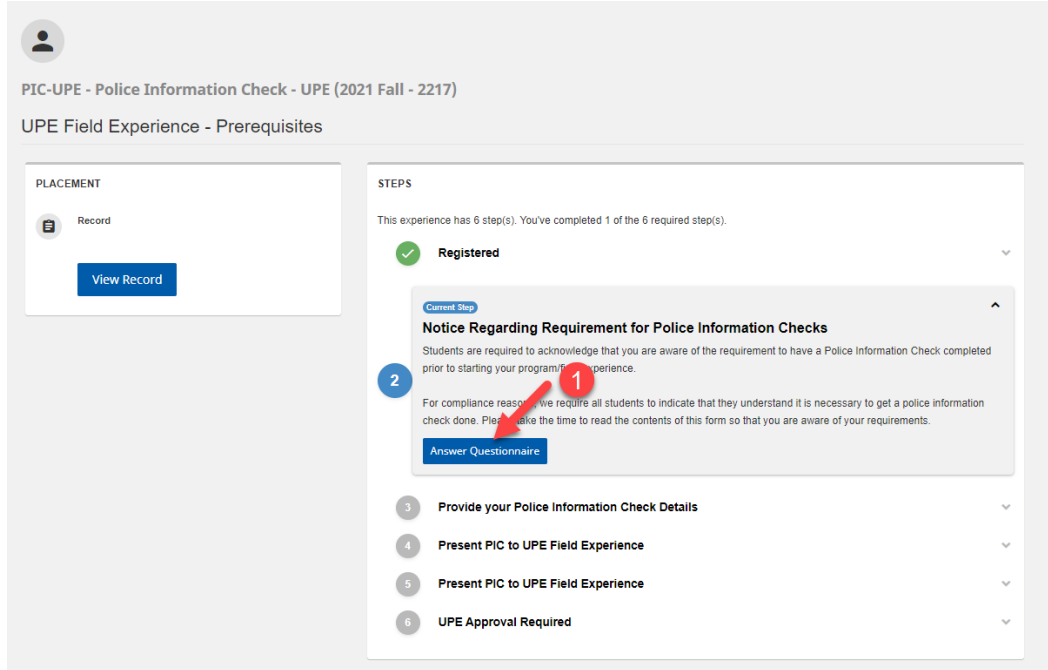 PIC-UPE - Police Information Check - UPE (2021 Fall - 2217)
UPE Field Experience - Prerequisites
PLACEMENT
Record
View Record
STEPS
This experience has 6 step(s). You've completed 1 of the 6 required step(s).
Registered
Current Step
Notice Regarding Requirement for Police Information Checks
2
Students are required to acknowledge that you are aware of the requirement to have a Police Information Check completed
prior to starting your experience.
1
For compliance we require all students to indicate that they understand it is necessary to get a police information
check done. take the time to read the contents of this form so that you are aware of your requirements.
Answer Questionnaire
3 Provide your Police Information Check Details
4 Present PIC to UPE Field Experience
5 Present PIC to UPE Field Experience
6 UPE Approval Required